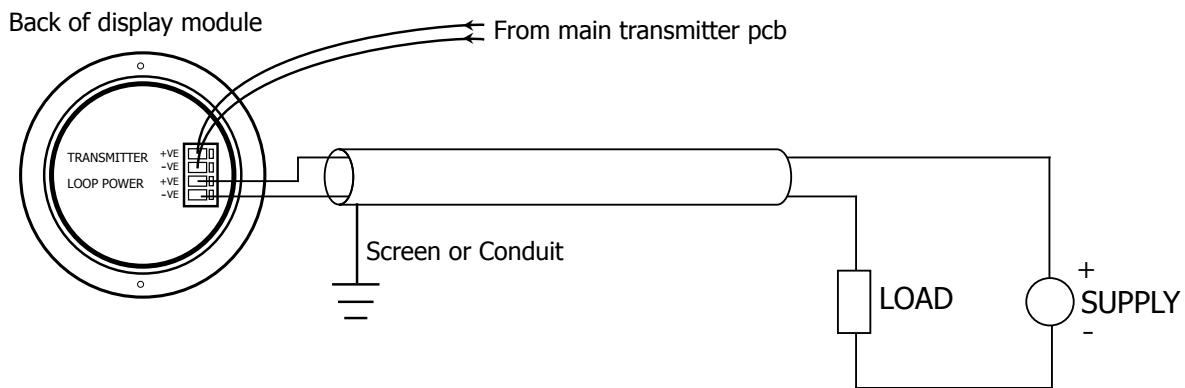 Back of display module
From main transmitter pcb
TRANSMITTER +VE
-VE
LOOP POWER +VE
-VE
Screen or Conduit
LOAD
+
SUPPLY
-